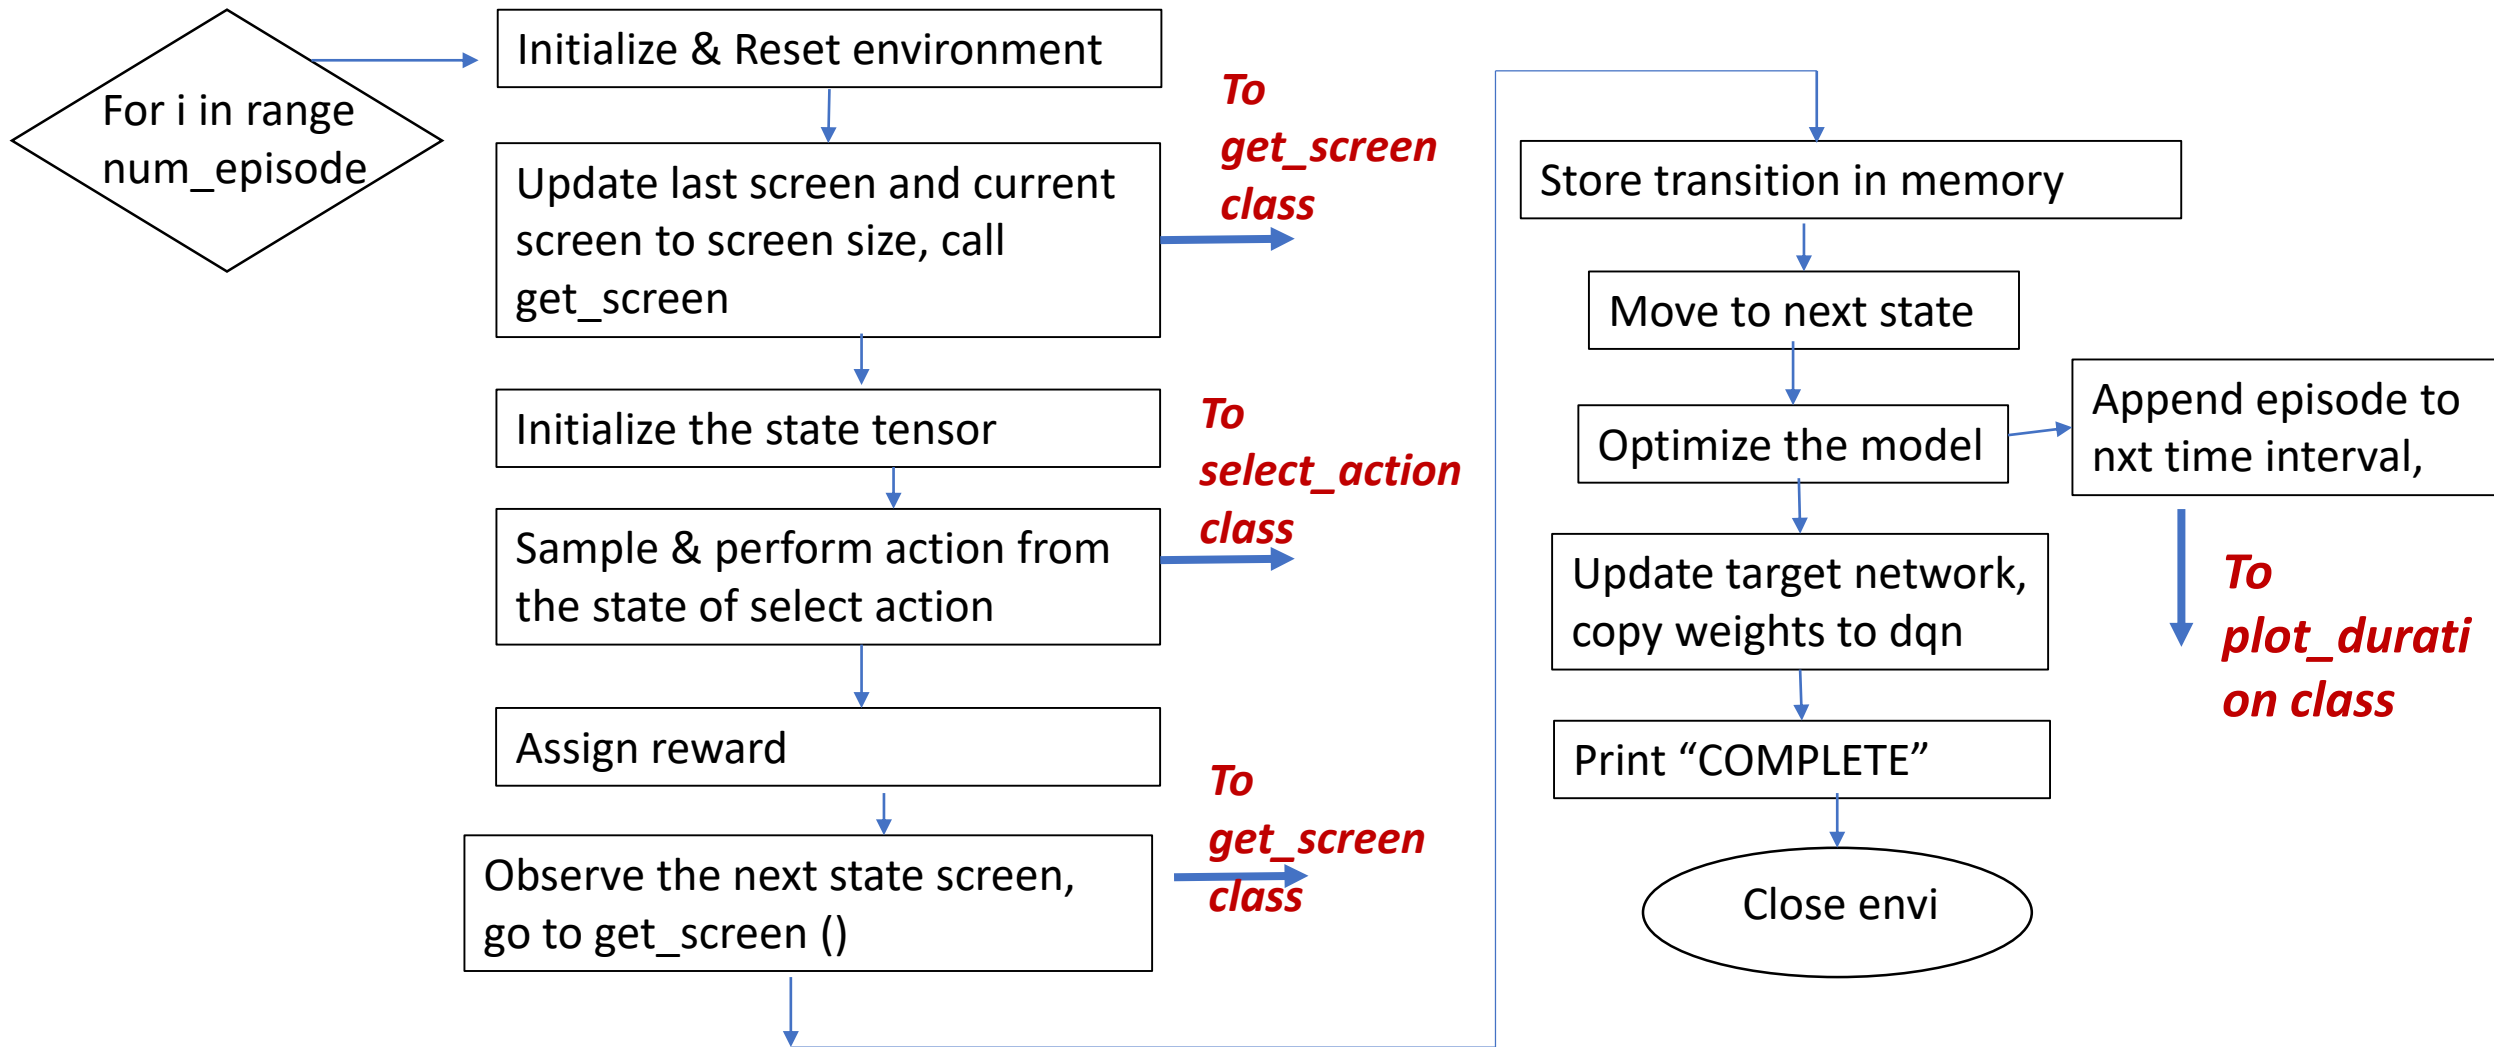 For i in range
num_episode
Initialize & Reset environment
Update last screen and current
screen to screen size, call
get_screen
To
get_screen
class
Initialize the state tensor
Sample & perform action from
the state of select action
To
select_action
class
Assign reward
Observe the next state screen,
go to get_screen ()
To
get_screen
class
Store transition in memory
Move to next state
Optimize the model
Append episode to
nxt time interval,
To
plot_durati
on class
Update target network,
copy weights to dqn
Print “COMPLETE”
Close envi